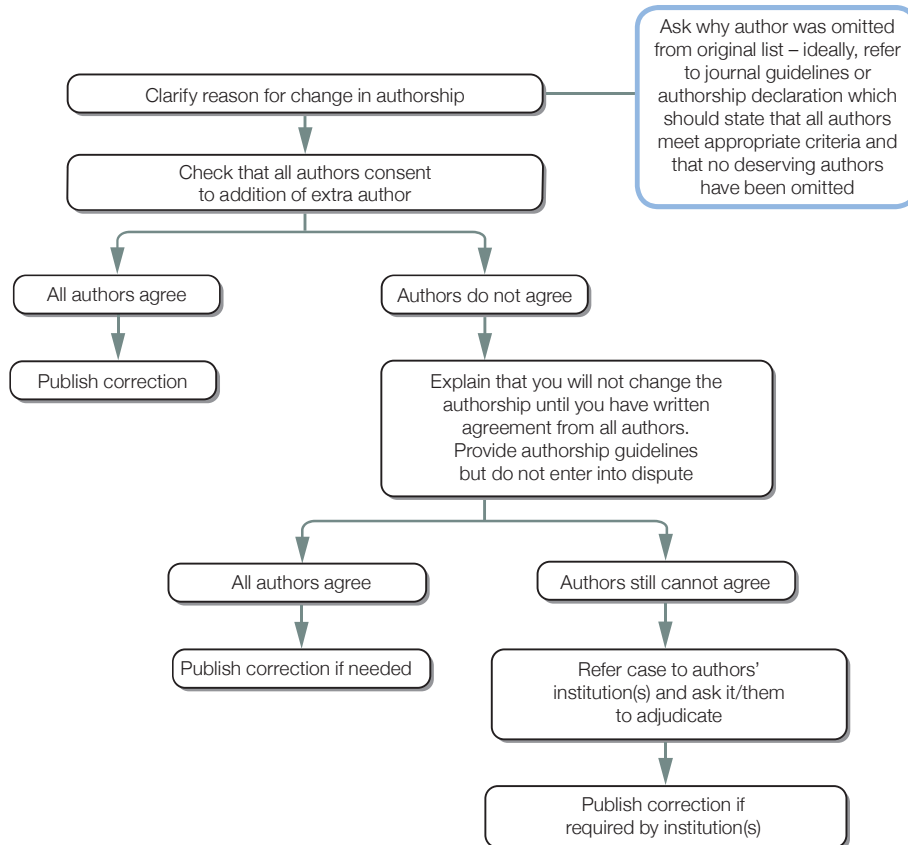 Ask why author was omitted
from original list – ideally, refer
to journal guidelines or
authorship declaration which
should state that all authors
meet appropriate criteria and
that no deserving authors
have been omitted
Clarify reason for change in authorship
Check that all authors consent
to addition of extra author
All authors agree
Authors do not agree
Publish correction
Explain that you will not change the
authorship until you have written
agreement from all authors.
Provide authorship guidelines
but do not enter into dispute
All authors agree
Authors still cannot agree
Publish correction if needed
Refer case to authors’
institution(s) and ask it/them
to adjudicate
Publish correction if
required by institution(s)